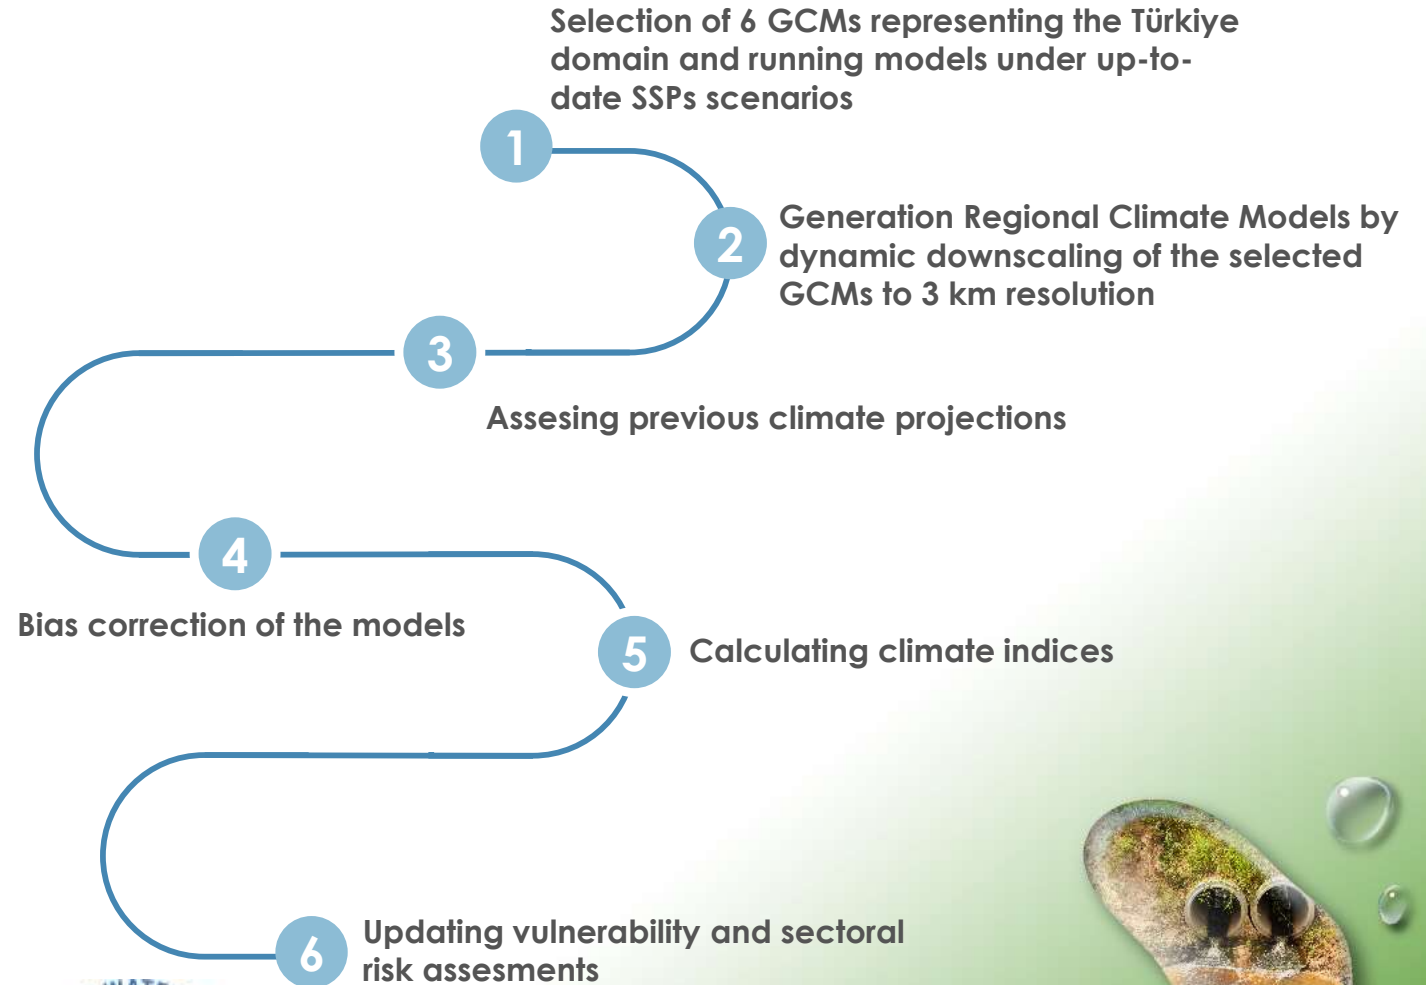 Selection of 6 GCMs representing the Türkiye
domain and running models under up-to-
date SSPs scenarios
1
2
Generation Regional Climate Models by
dynamic downscaling of the selected
GCMs to 3 km resolution
3
Assesing previous climate projections
4
Bias correction of the models
5
Calculating climate indices
6
Updating vulnerability and sectoral
risk assesments